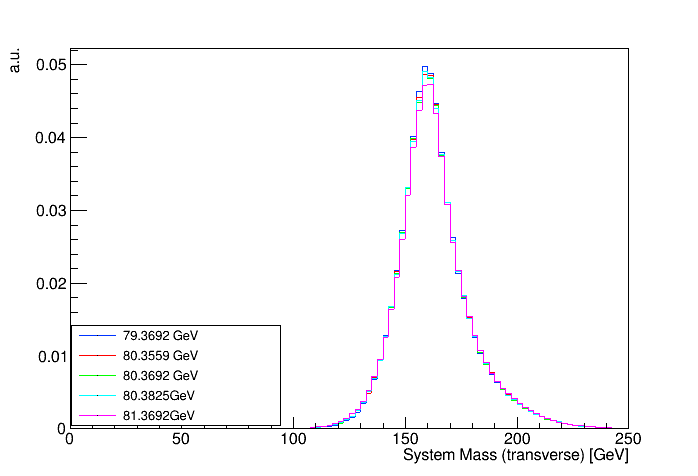 a.u.
0.05
0.04
0.03
0.02
0.01
0
79.3692 GeV
80.3559 GeV
80.3692 GeV
80.3825GeV
81.3692GeV
0 50 100 150 200 250
System Mass (transverse) [GeV]